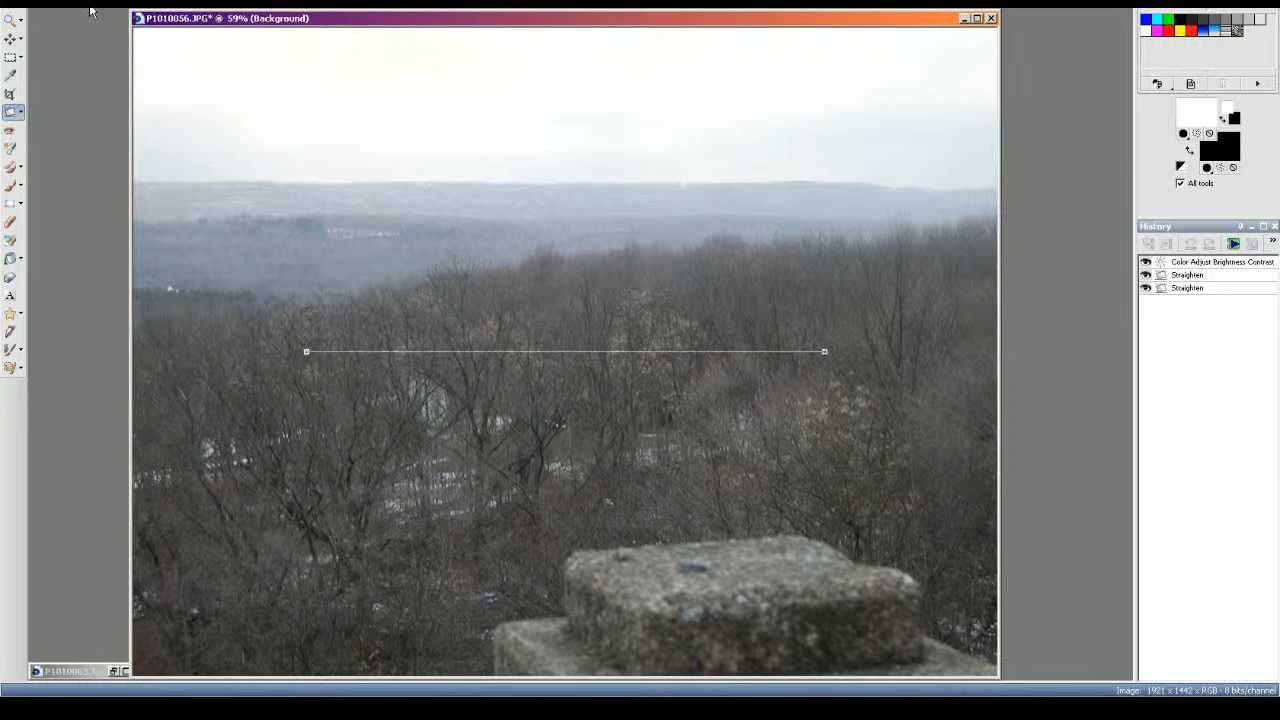 P1010056.JPG* @ 59% (Background)
All tools
History
Color Adjust Brightness Contrast
Straighten
Straighten
A
Image: 1921 x 1442 x RGB - 8 bits/channel